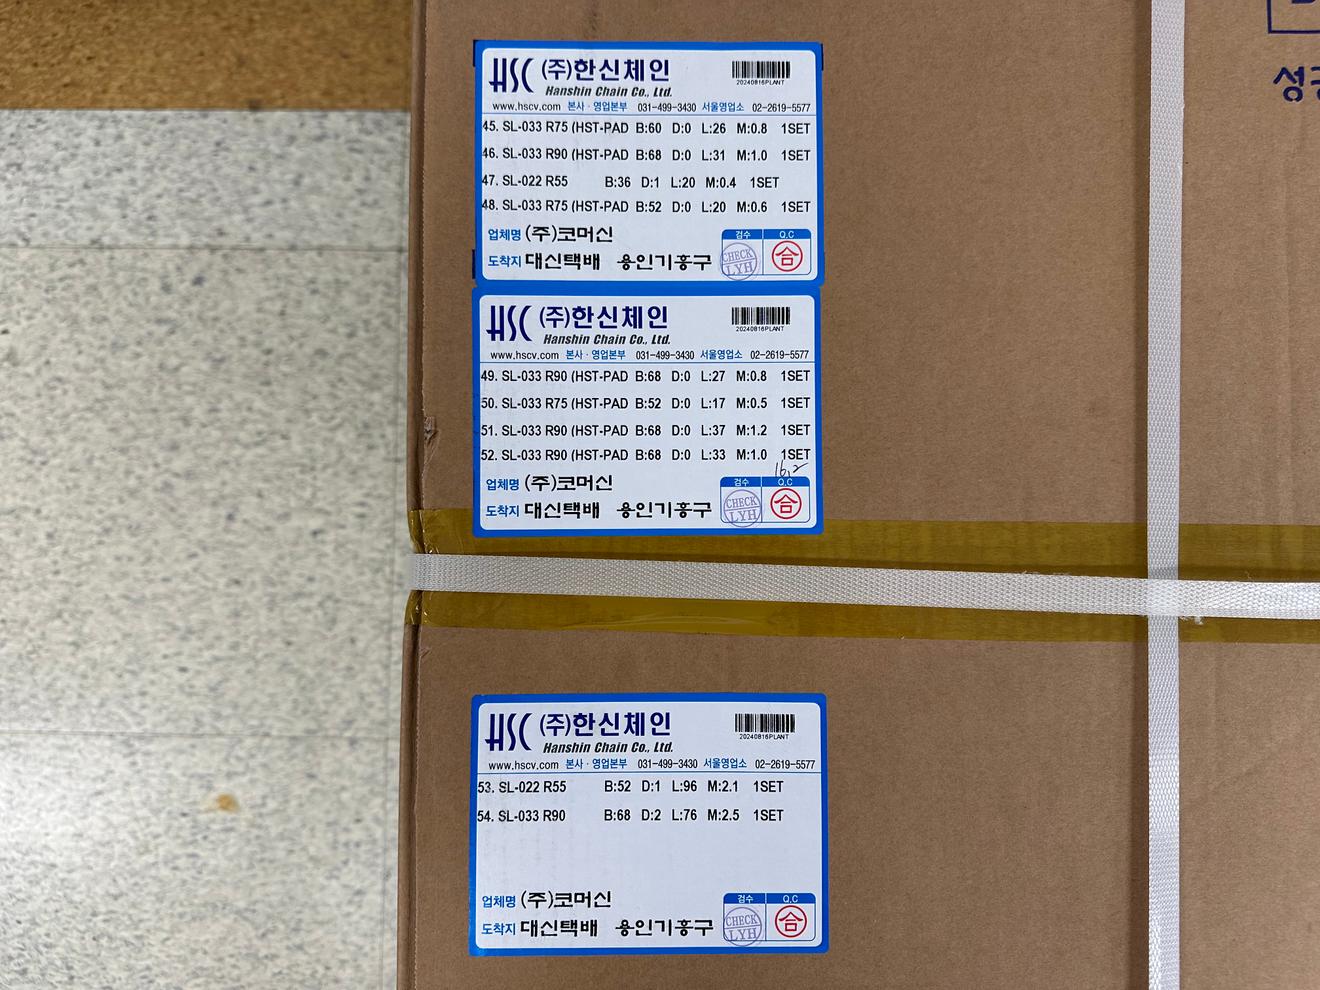 HSC (주)한신체인
Hanshin Chain Co., Ltd.
20240816PLANT
www.hscv.com 본사·영업본부 031-499-3430 서울영업소 02-2619-5577
45. SL-033 R75 (HST-PAD B:60 D:0 L:26 M:0.8 1SET
46. SL-033 R90 (HST-PAD B:68 D:0 L:31 M:1.0 1SET
47. SL-022 R55 B:36 D:1 L:20 M:0.4 1SET
48. SL-033 R75 (HST-PAD B:52 D:0 L:20 M:0.6 1SET
업체명 (주)코머신
도착지 대신택배 용인기흥구
검수 Q.C
CHECK LYH 合
HSC (주)한신체인
Hanshin Chain Co., Ltd.
20240816PLANT
www.hscv.com 본사·영업본부 031-499-3430 서울영업소 02-2619-5577
49. SL-033 R90 (HST-PAD B:68 D:0 L:27 M:0.8 1SET
50. SL-033 R75 (HST-PAD B:52 D:0 L:17 M:0.5 1SET
51. SL-033 R90 (HST-PAD B:68 D:0 L:37 M:1.2 1SET
52. SL-033 R90 (HST-PAD B:68 D:0 L:33 M:1.0 1SET
업체명 (주)코머신
도착지 대신택배 용인기흥구
검수 Q.C
CHECK LYH 合
HSC (주)한신체인
Hanshin Chain Co., Ltd.
20240816PLANT
www.hscv.com 본사·영업본부 031-499-3430 서울영업소 02-2619-5577
53. SL-022 R55 B:52 D:1 L:96 M:2.1 1SET
54. SL-033 R90 B:68 D:2 L:76 M:2.5 1SET
업체명 (주)코머신
도착지 대신택배 용인기흥구
검수 Q.C
CHECK LYH 合
성